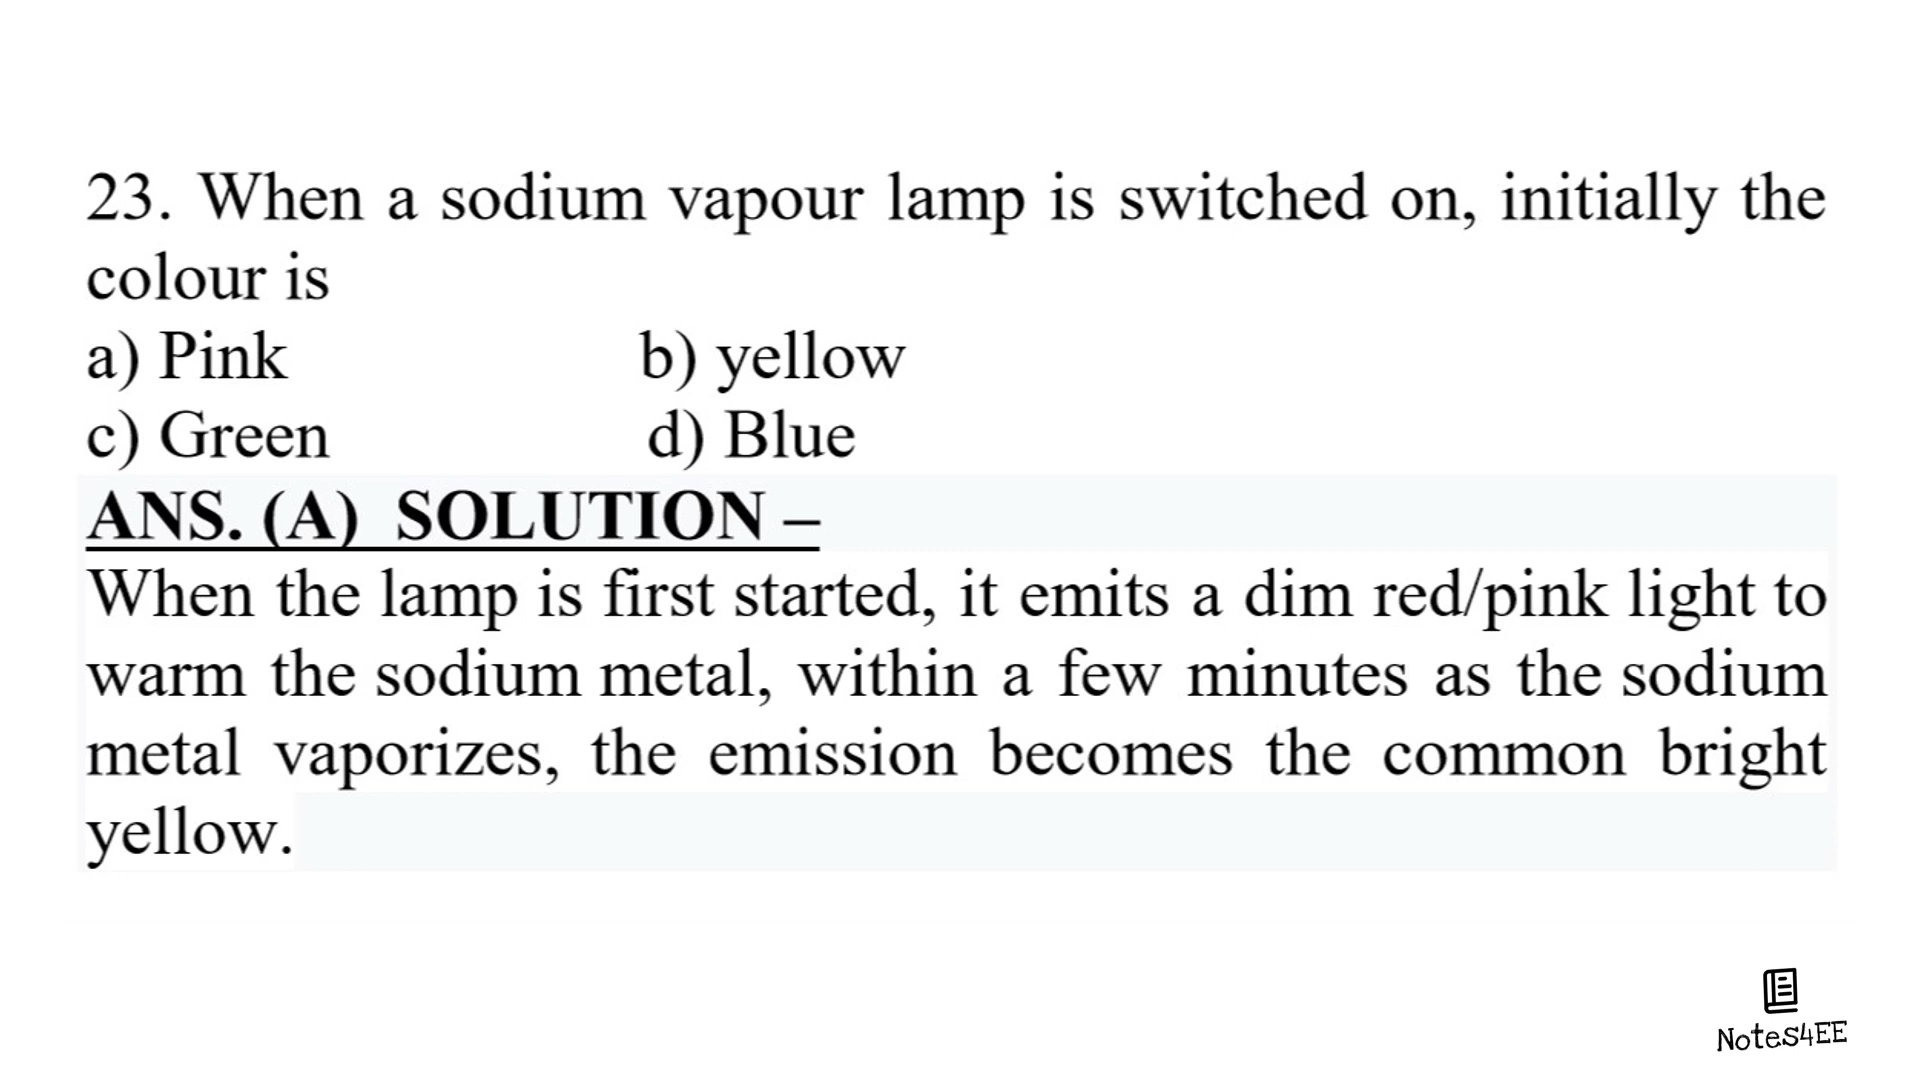 23. When a sodium vapour lamp is switched on, initially the
colour is
a) Pink b) yellow
c) Green d) Blue
ANS. (A) SOLUTION –
When the lamp is first started, it emits a dim red/pink light to
warm the sodium metal, within a few minutes as the sodium
metal vaporizes, the emission becomes the common bright
yellow.
Notes4EE